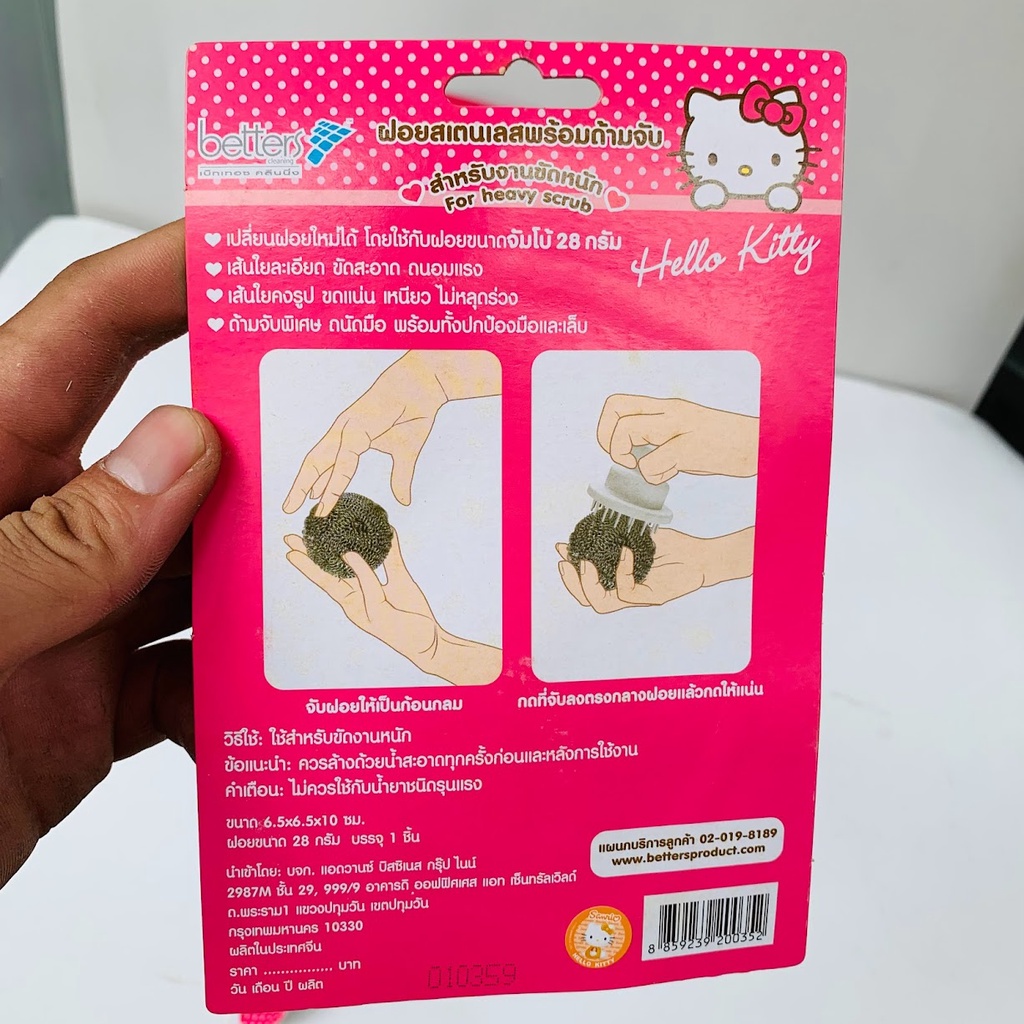 betters
cleaning
เบ็ทเทอร์ คลีนนิ่ง
ฝอยสเตนเลสพร้อมด้ามจับ
สำหรับงานขัดหนัก
For heavy scrub
Hello Kitty
เปลี่ยนฝอยใหม่ได้ โดยใช้กับฝอยขนาดจัมโบ้ 28 กรัม
เส้นใยละเอียด ขัดสะอาด ถนอมแรง
เส้นใยคงรูป ขดแน่น เหนียว ไม่หลุดร่วง
ด้ามจับพิเศษ ถนัดมือ พร้อมทั้งปกป้องมือและเล็บ
จับฝอยให้เป็นก้อนกลม
กดที่จับลงตรงกลางฝอยแล้วกดให้แน่น
วิธีใช้: ใช้สำหรับขัดงานหนัก
ข้อแนะนำ: ควรล้างด้วยน้ำสะอาดทุกครั้งก่อนและหลังการใช้งาน
คำเตือน: ไม่ควรใช้กับน้ำยาชนิดรุนแรง
ขนาด 6.5x6.5x10 ซม.
ฝอยขนาด 28 กรัม บรรจุ 1 ชิ้น
นำเข้าโดย: บจก. แอดวานซ์ บิสซิเนส กรุ๊ป ไนน์
2987M ชั้น 29, 999/9 อาคารดิ ออฟฟิศเศส แอท เซ็นทรัลเวิลด์
ถ.พระราม1 แขวงปทุมวัน เขตปทุมวัน
กรุงเทพมหานคร 10330
ผลิตในประเทศจีน
ราคา ................ บาท
วัน เดือน ปี ผลิต
010359
แผนกบริการลูกค้า 02-019-8189
www.bettersproduct.com
Sanrio
HELLO KITTY
8 859239 200352